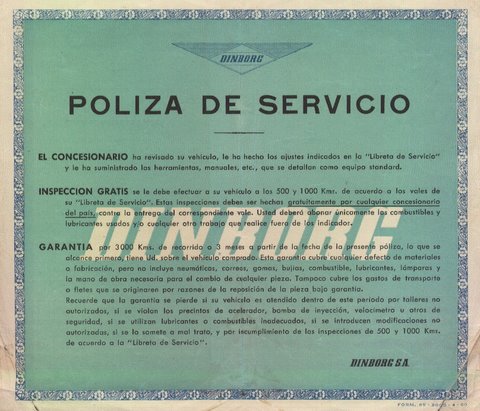 DINBORG
POLIZA DE SERVICIO
EL CONCESIONARIO ha revisado su vehículo, le ha hecho los ajustes indicados en la "Libreta de Servicio"
y le ha suministrado las herramientas, manuales, etc., que se detallan como equipo standard.
INSPECCION GRATIS se le debe efectuar a su vehículo a los 500 y 1000 Kms. de acuerdo a los vales de
su "Libreta de Servicio". Estas inspecciones deben ser hechas gratuitamente por cualquier concesionario
del país, contra la entrega del correspondiente vale. Usted deberá abonar únicamente los combustibles y
lubricantes usados y cualquier trabajo que se realice fuera de los indicados.
DINBORG
GARANTIA por 3000 Kms. de recorrido o 3 meses a partir de la fecha de la presente póliza, lo que se
alcance primero, tiene Ud. sobre el vehículo comprado. Esta garantía cubre cualquier defecto de materiales
o fabricación, pero no incluye neumáticos, correas, gomas, bujías, combustible, lubricantes, lámparas y
la mano de obra necesaria para el cambio de cualquier pieza. Tampoco cubre los gastos de transporte
o fletes que se originaren por razones de la reposición de la pieza bajo garantía.
Recuerde que la garantía se pierde si su vehículo es atendido dentro de este período por talleres no
autorizados, si se violan los precintos de acelerador, bomba de inyección, velocímetro u otros de
seguridad, si se utilizan lubricantes o combustibles inadecuados, si se introducen modificaciones no
autorizadas, si se lo somete a mal trato, y por incumplimiento de las inspecciones de 500 y 1000 Kms.
de acuerdo a la "Libreta de Servicio".
DINBORG S.A.
FORM.